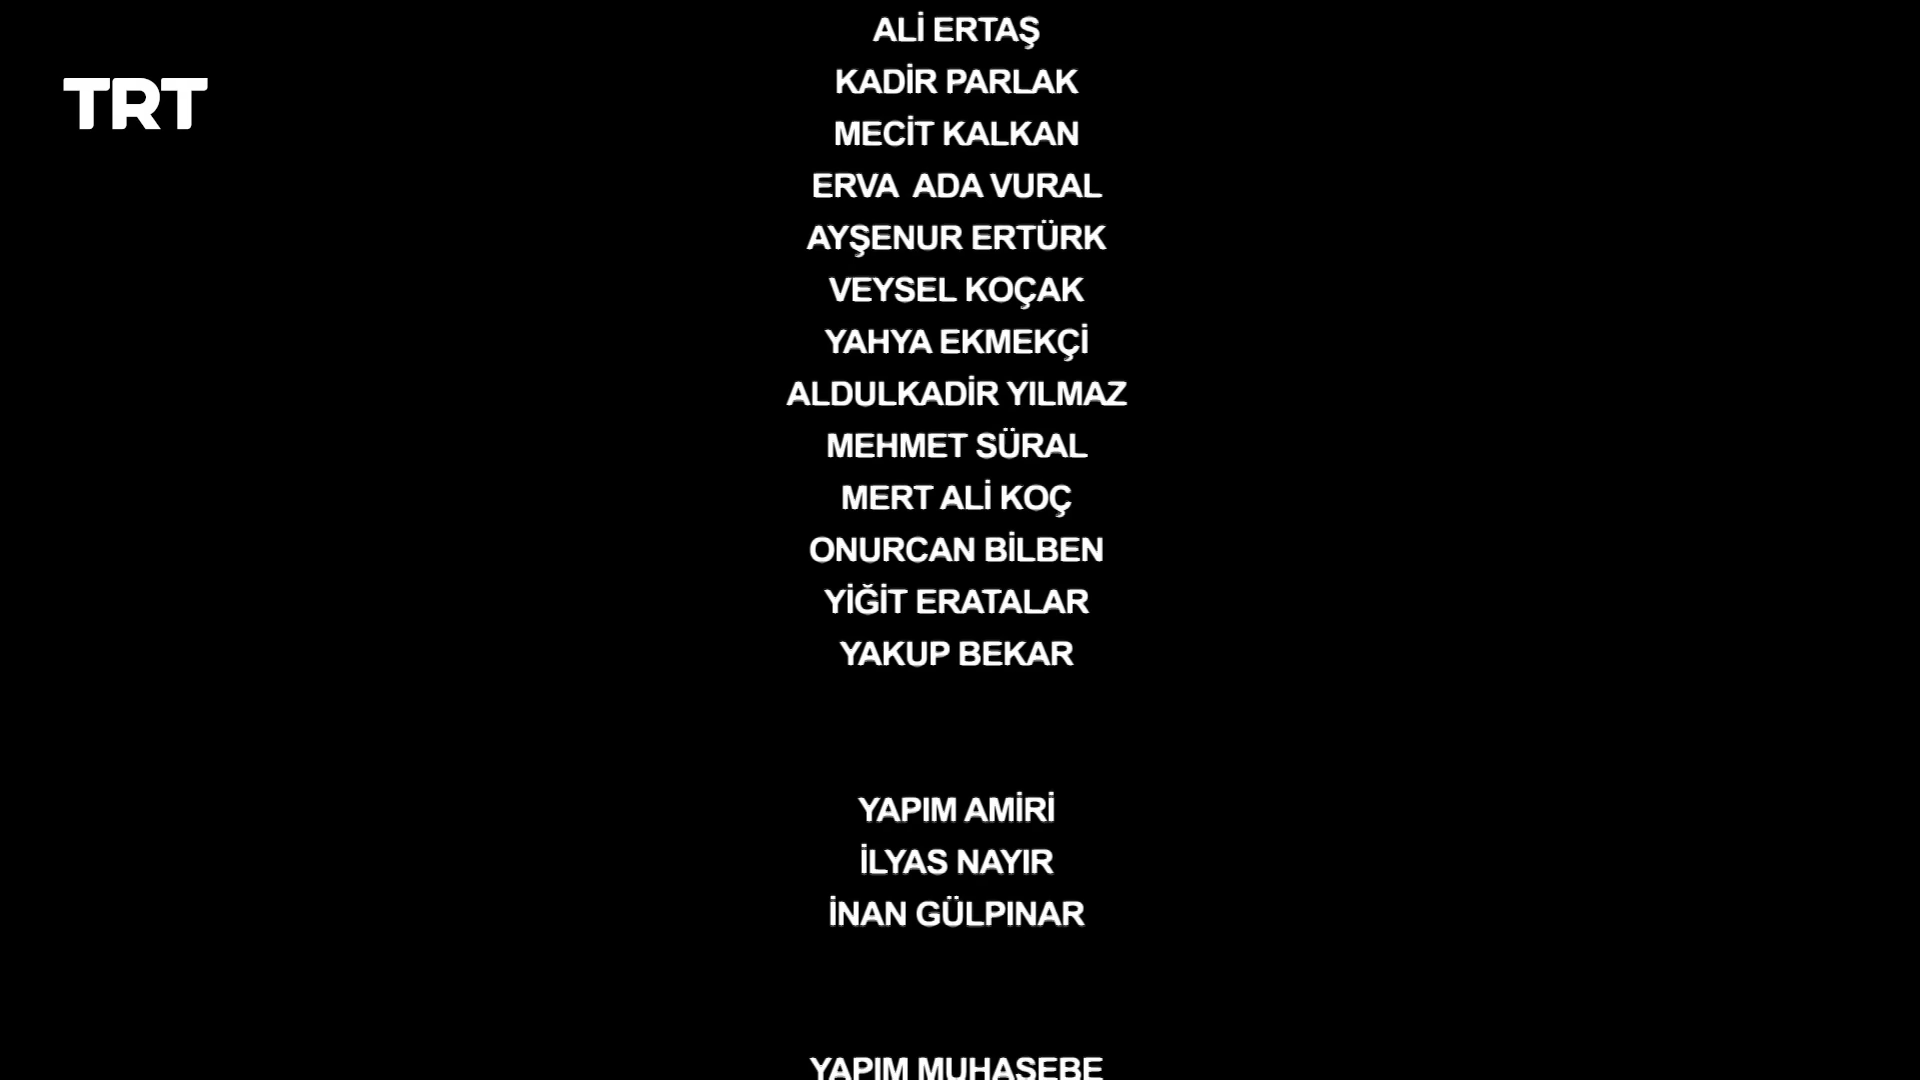 TRT
ALİ ERTAŞ
KADİR PARLAK
MECİT KALKAN
ERVA  ADA VURAL
AYŞENUR ERTÜRK
VEYSEL KOÇAK
YAHYA EKMEKÇİ
ALDULKADİR YILMAZ
MEHMET SÜRAL
MERT ALİ KOÇ
ONURCAN BİLBEN
YİĞİT ERATALAR
YAKUP BEKAR
YAPIM AMİRİ
İLYAS NAYIR
İNAN GÜLPINAR
YAPIM MUHASEBE